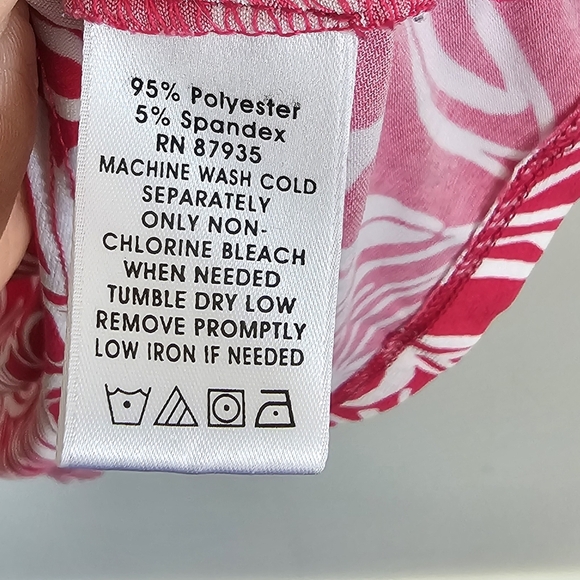 95% Polyester
5% Spandex
RN 87935
MACHINE WASH COLD
SEPARATELY
ONLY NON-
CHLORINE BLEACH
WHEN NEEDED
TUMBLE DRY LOW
REMOVE PROMPTLY
LOW IRON IF NEEDED